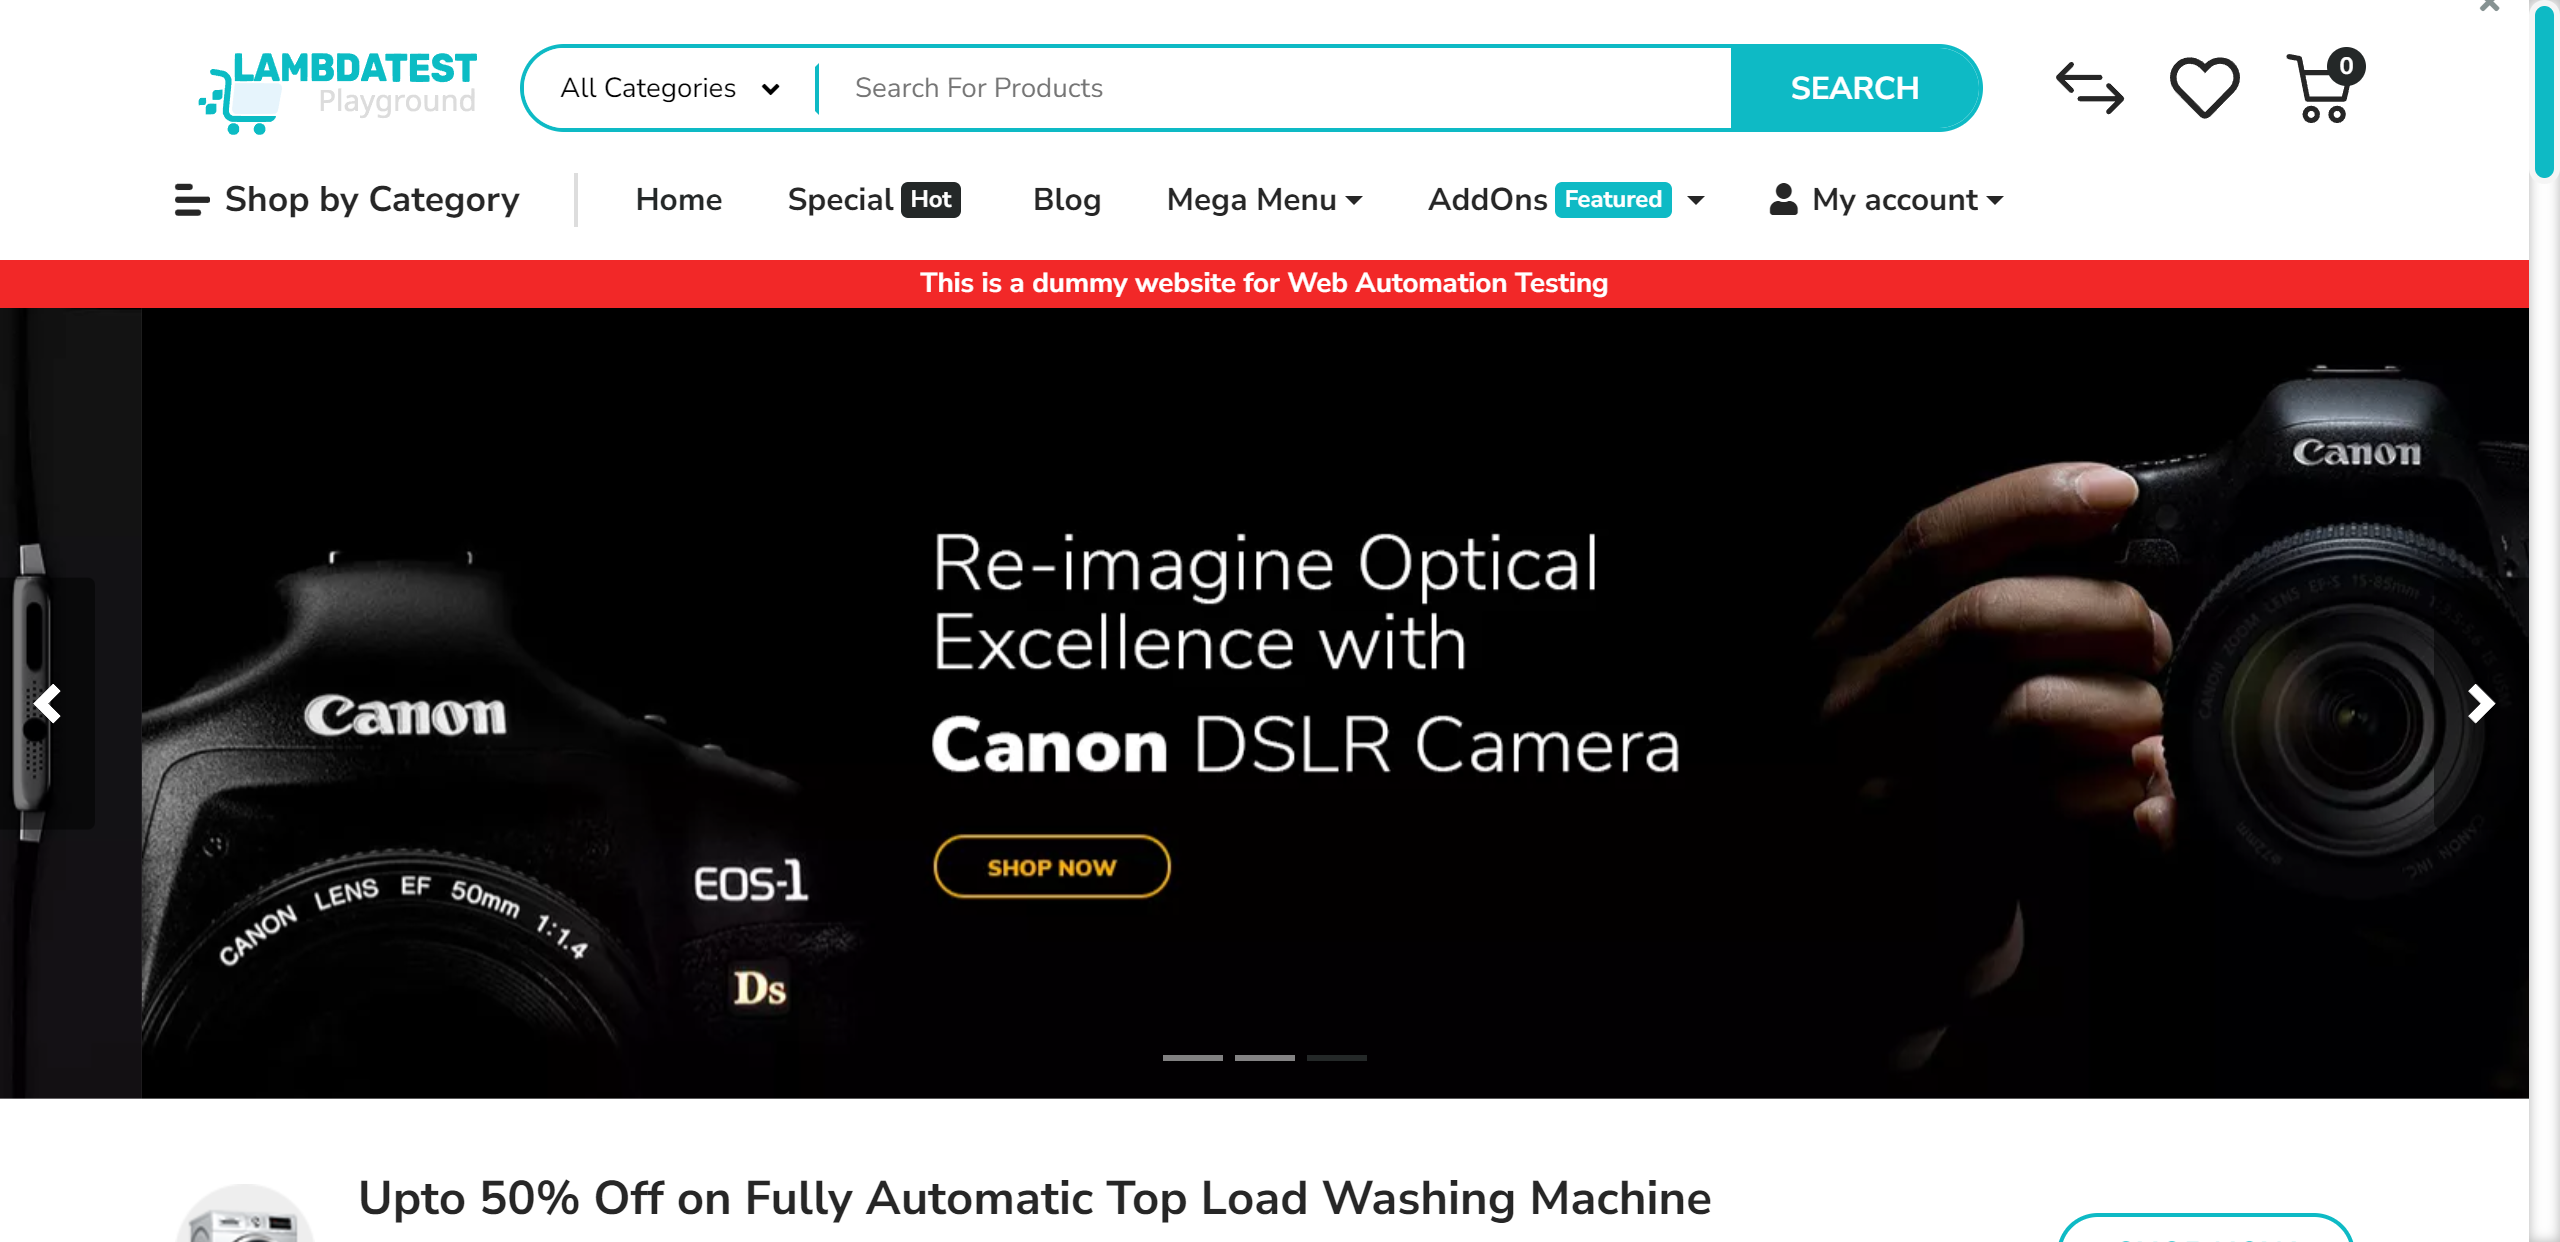 LAMBDATEST
Playground
All Categories
Search For Products
SEARCH
0
Shop by Category
Home
Special Hot
Blog
Mega Menu
AddOns Featured
My account
This is a dummy website for Web Automation Testing
Canon
Re-imagine Optical
Excellence with
Canon DSLR Camera
SHOP NOW
Canon
EOS-1
Ds
CANON LENS EF 50mm 1:1.4
Upto 50% Off on Fully Automatic Top Load Washing Machine